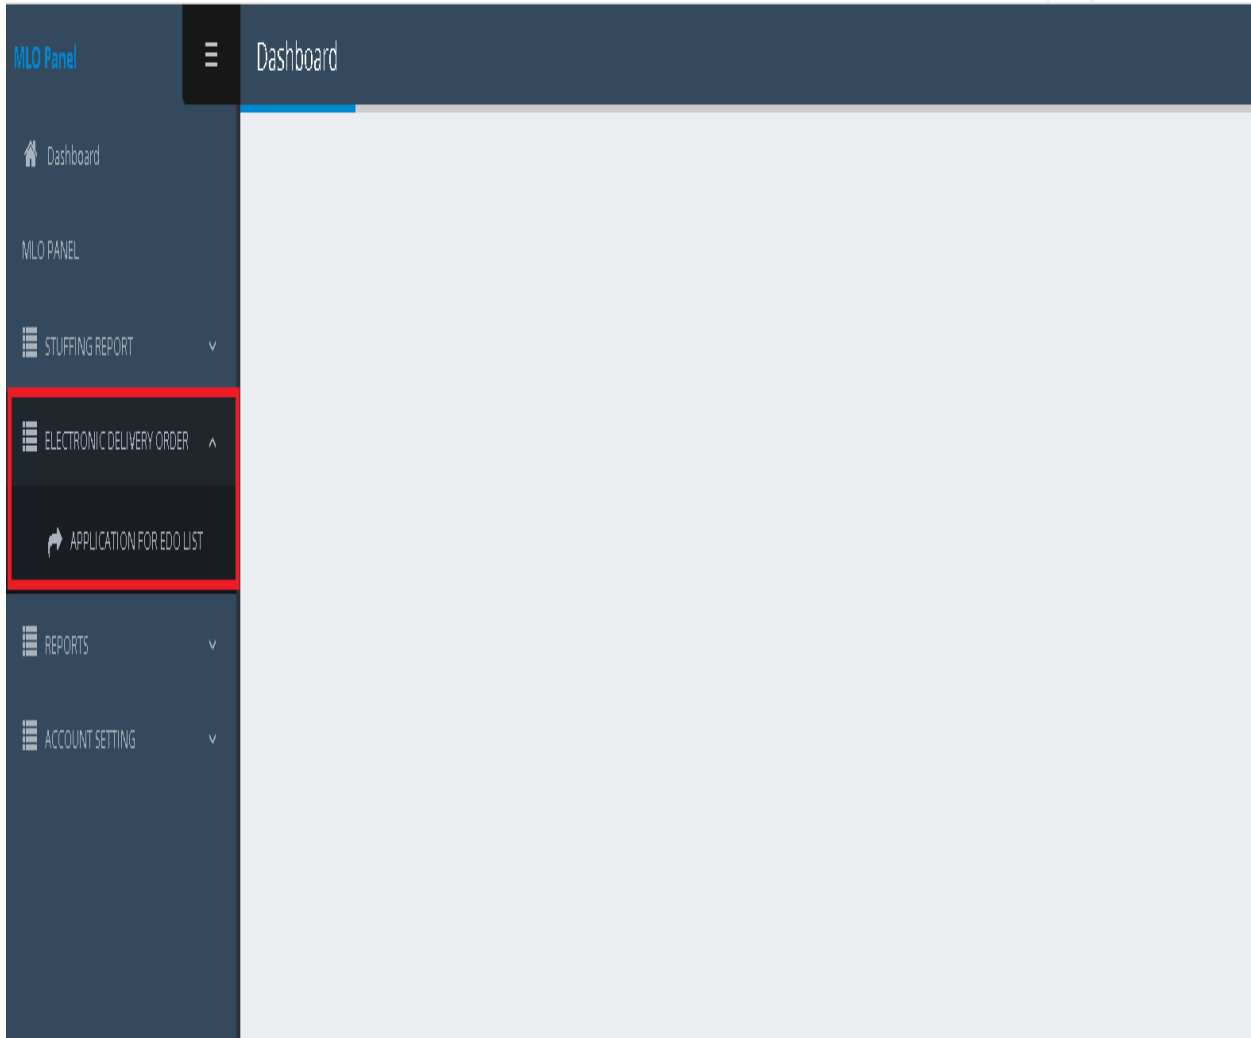 MLO Panel
Dashboard
Dashboard
MLO PANEL
STUFFING REPORT
ELECTRONIC DELIVERY ORDER
APPLICATION FOR EDO LIST
REPORTS
ACCOUNT SETTING